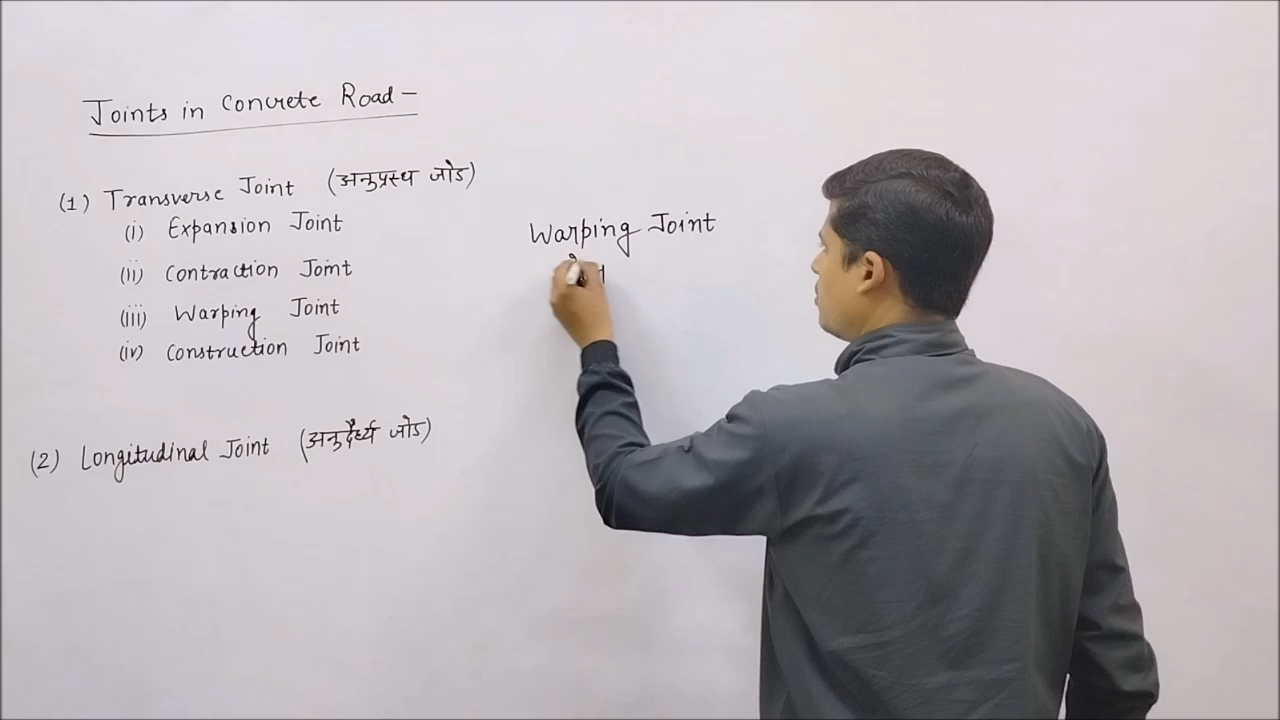 Joints in Concrete Road -
(1) Transverse Joint (अनुप्रस्थ जोड)
(i) Expansion Joint
(ii) Contraction Joint
(iii) Warping Joint
(iv) Construction Joint
(2) Longitudinal Joint (अनुदैर्ध्य जोड)
Warping Joint